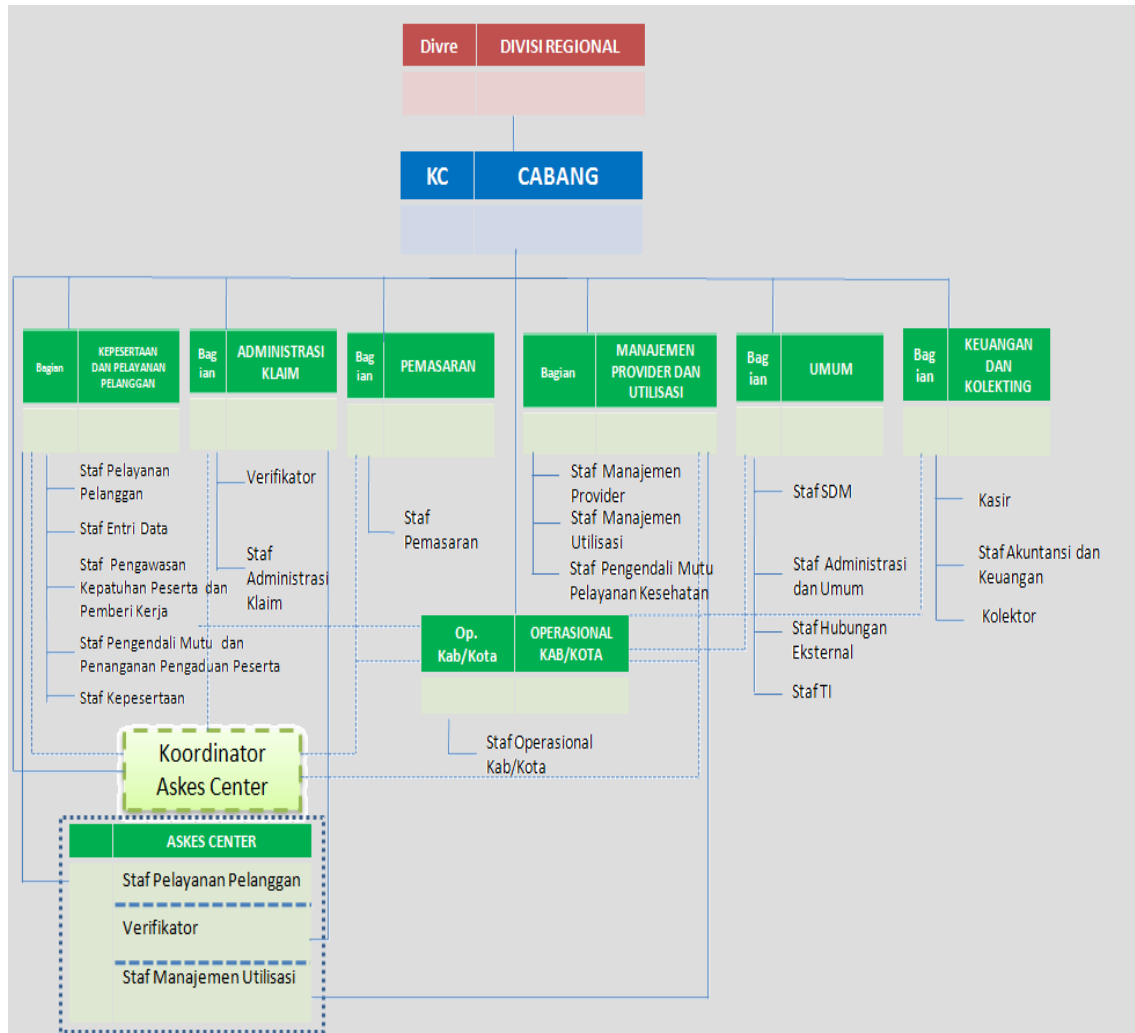 Divre DIVISI REGIONAL
KC CABANG
Bagian
KEPESERTAAN
DAN PELAYANAN
PELANGGAN
Bag
ian
ADMINISTRASI
KLAIM
Bag
ian
PEMASARAN
Bagian
MANAJEMEN
PROVIDER DAN
UTILISASI
Bag
ian
UMUM
Bag
ian
KEUANGAN
DAN
KOLEKTING
Staf Pelayanan
Pelanggan
Staf Entri Data
Staf Pengawasan
Kepatuhan Peserta dan
Pemberi Kerja
Staf Pengendali Mutu dan
Penanganan Pengaduan Peserta
Staf Kepesertaan
Verifikator
Staf
Administrasi
Klaim
Staf
Pemasaran
Staf Manajemen
Provider
Staf Manajemen
Utilisasi
Staf Pengendali Mutu
Pelayanan Kesehatan
Staf SDM
Staf Administrasi
dan Umum
Staf Hubungan
Eksternal
Staf TI
Kasir
Staf Akuntansi dan
Keuangan
Kolektor
Op.
Kab/Kota
OPERASIONAL
KAB/KOTA
Staf Operasional
Kab/Kota
Koordinator
Askes Center
ASKES CENTER
Staf Pelayanan Pelanggan
Verifikator
Staf Manajemen Utilisasi